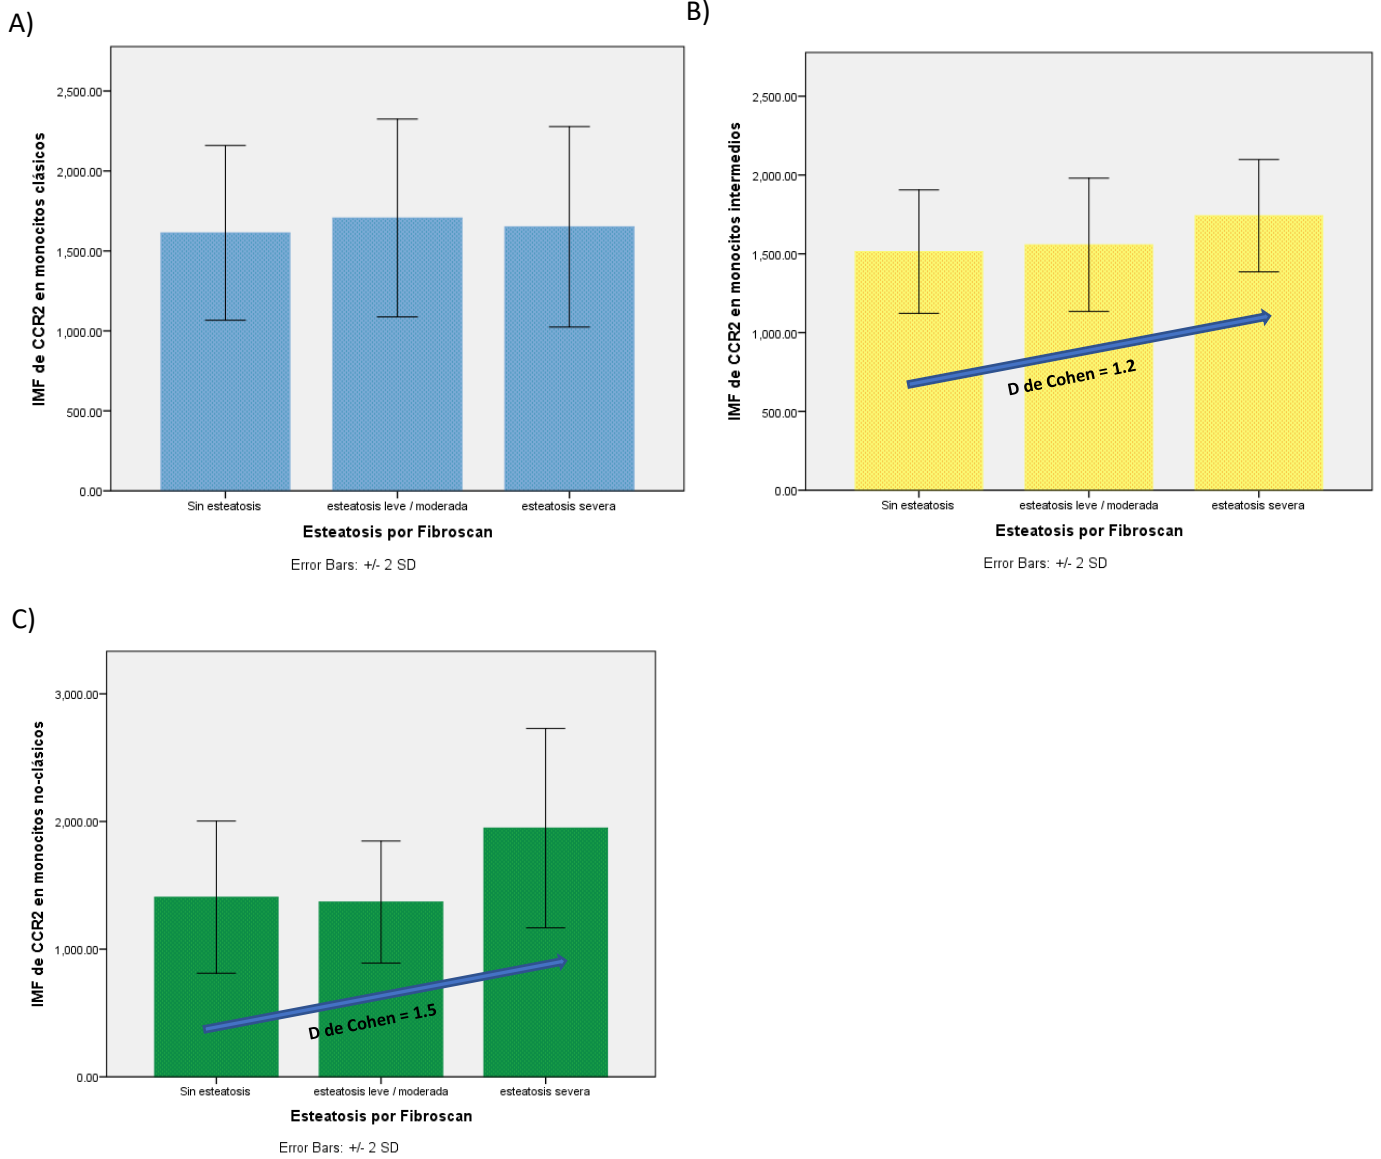 A)
IMF de CCR2 en monocitos clásicos
2,500.00
2,000.00
1,500.00
1,000.00
500.00
0.00
Sin esteatosis
esteatosis leve / moderada
esteatosis severa
Esteatosis por Fibroscan
Error Bars: +/- 2 SD
B)
IMF de CCR2 en monocitos intermedios
2,500.00
2,000.00
1,500.00
1,000.00
500.00
0.00
D de Cohen = 1.2
Sin esteatosis
esteatosis leve / moderada
esteatosis severa
Esteatosis por Fibroscan
Error Bars: +/- 2 SD
C)
IMF de CCR2 en monocitos no-clásicos
3,000.00
2,000.00
1,000.00
0.00
D de Cohen = 1.5
Sin esteatosis
esteatosis leve / moderada
esteatosis severa
Esteatosis por Fibroscan
Error Bars: +/- 2 SD